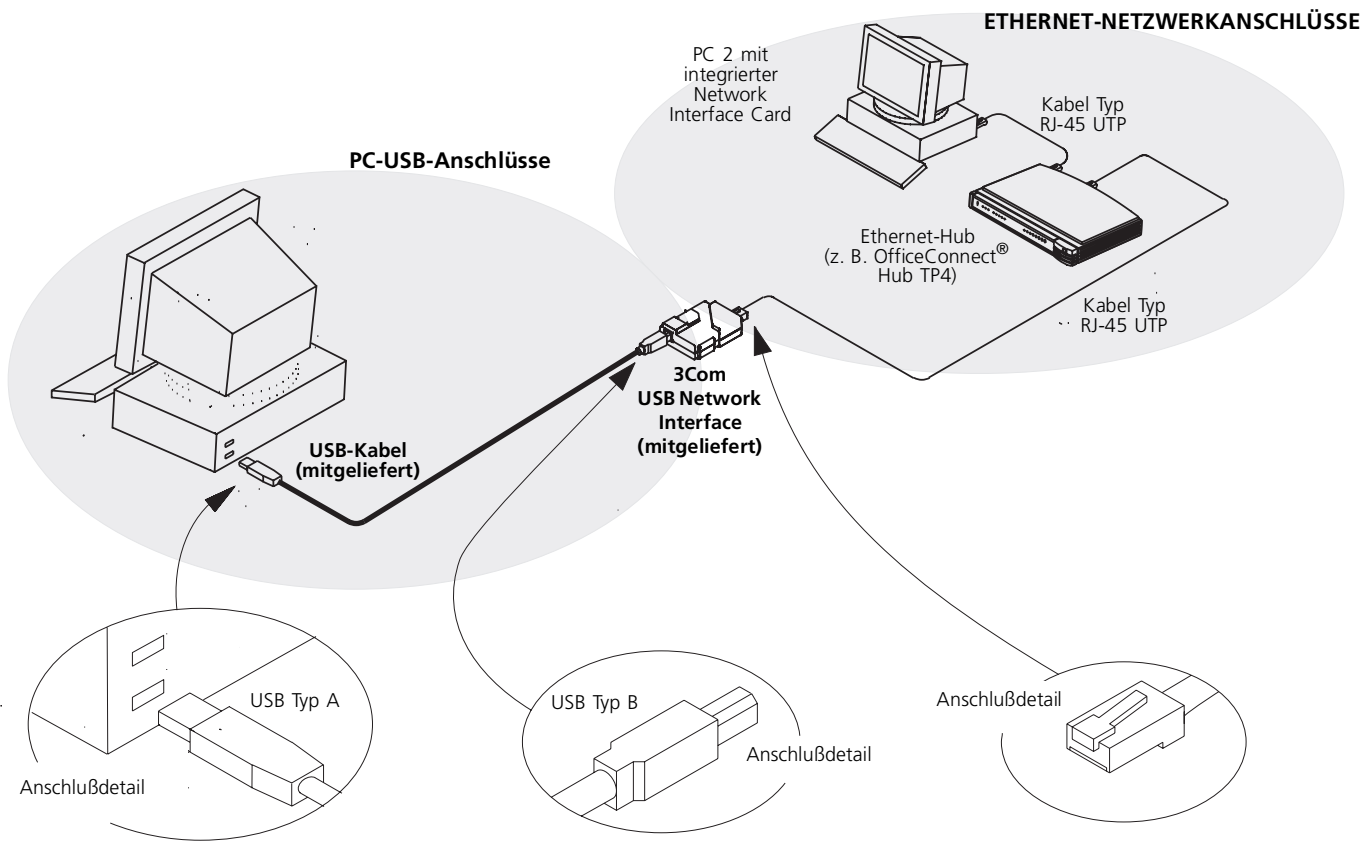 ETHERNET-NETZWERKANSCHLÜSSE
PC 2 mit
integrierter
Network
Interface Card
Kabel Typ
RJ-45 UTP
PC-USB-Anschlüsse
Ethernet-Hub
(z. B. OfficeConnect®
Hub TP4)
Kabel Typ
RJ-45 UTP
3Com
USB Network
Interface
(mitgeliefert)
USB-Kabel
(mitgeliefert)
USB Typ A
Anschlußdetail
USB Typ B
Anschlußdetail
Anschlußdetail